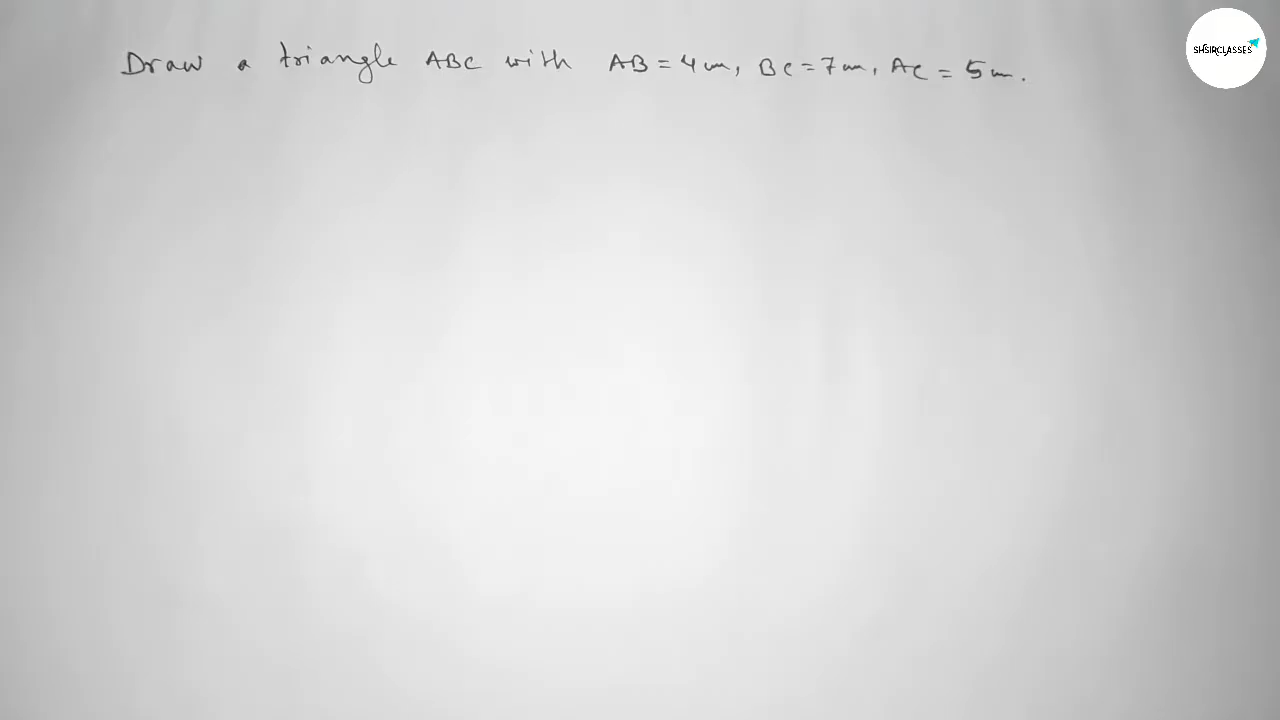 Draw a triangle ABC with AB = 4 cm, BC = 7 cm, AC = 5 cm.
SHSIRCLASSES